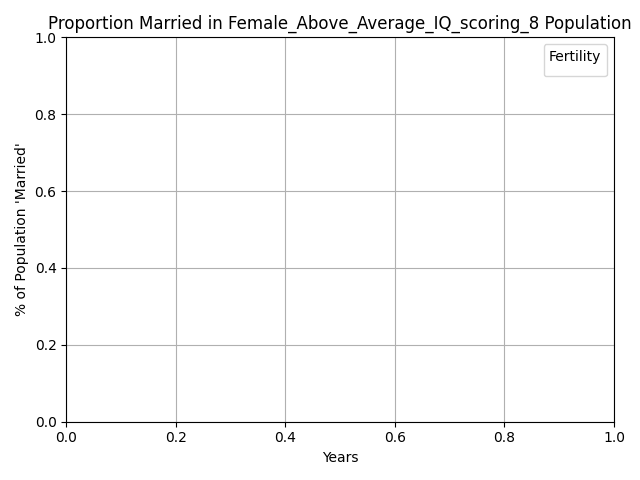 Proportion Married in Female_Above_Average_IQ_scoring_8 Population
Fertility
% of Population 'Married'
1.0
0.8
0.6
0.4
0.2
0.0
0.0 0.2 0.4 0.6 0.8 1.0
Years